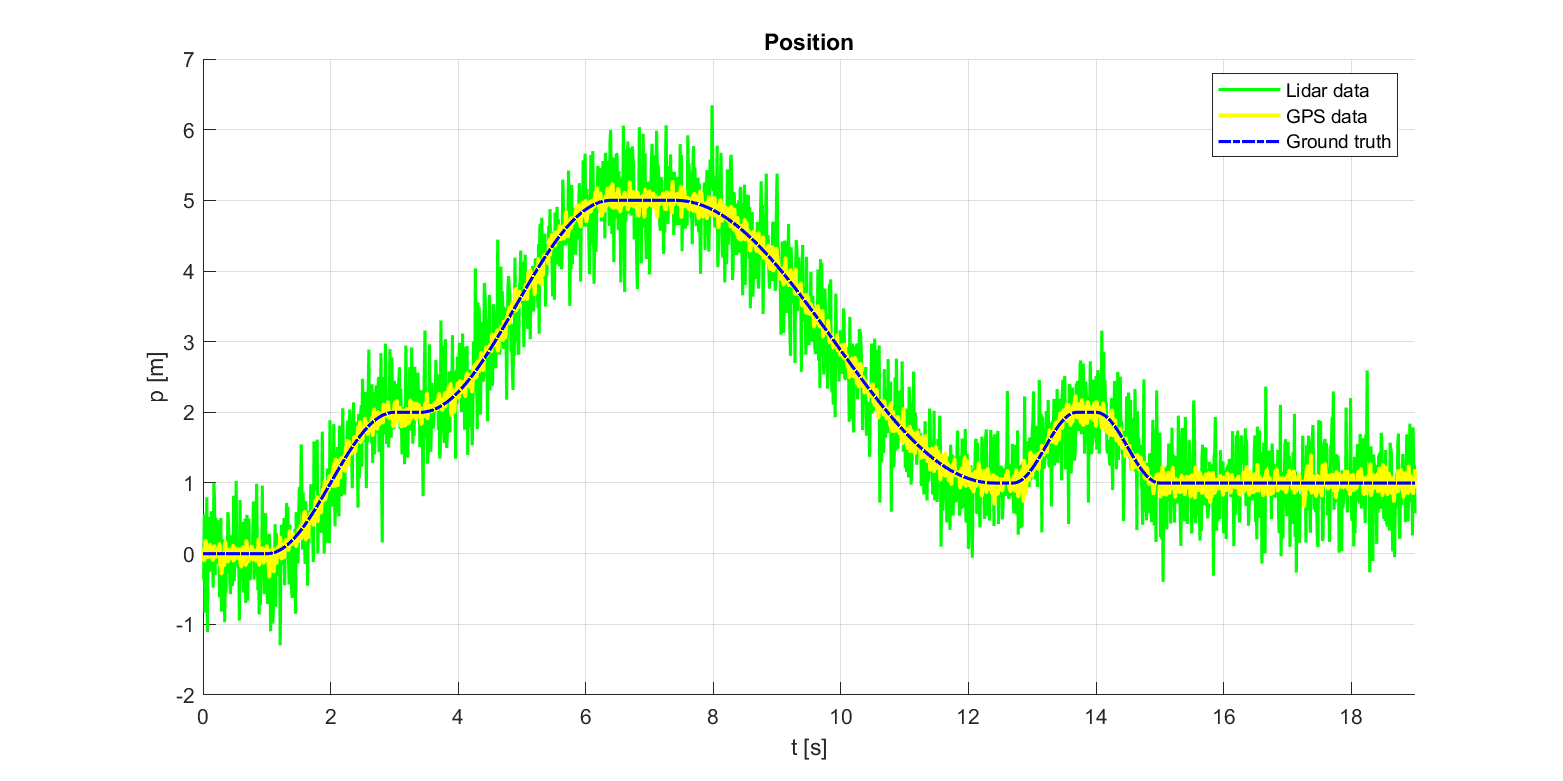 Position
7
6
5
4
3
2
1
0
-1
-2
p [m]
Lidar data
GPS data
Ground truth
0 2 4 6 8 10 12 14 16 18
t [s]